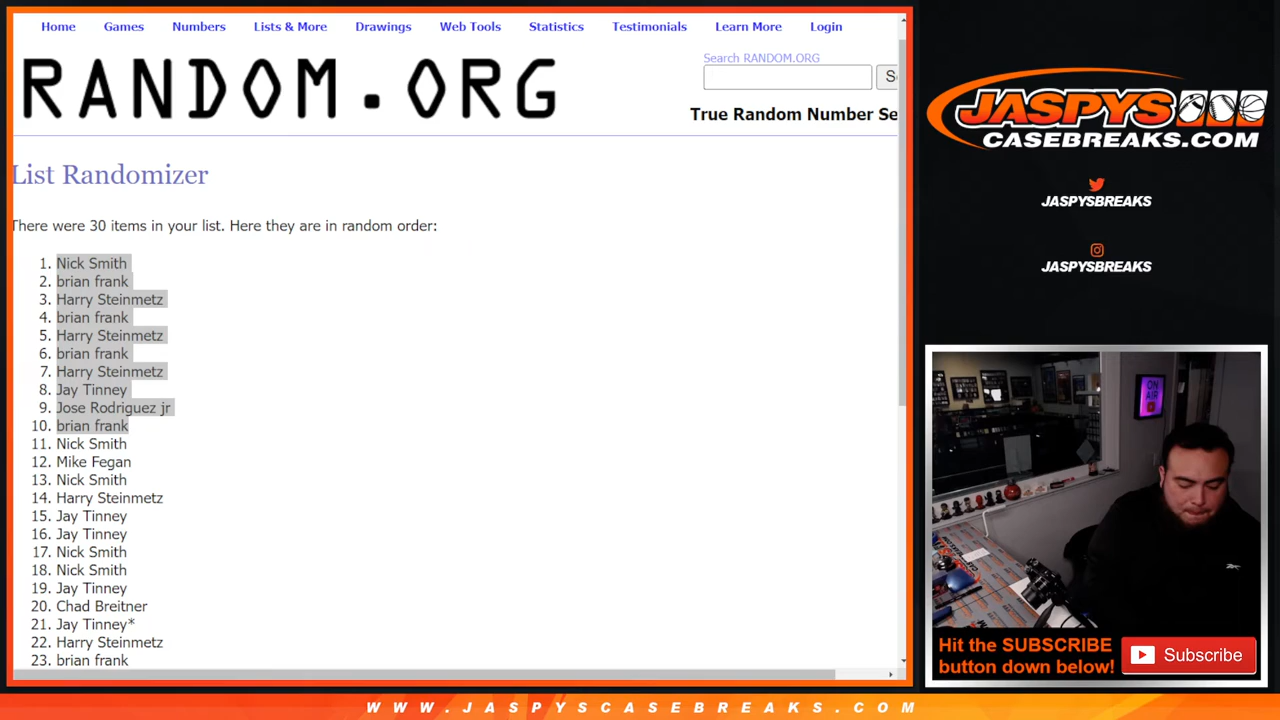 Home Games Numbers Lists & More Drawings Web Tools Statistics Testimonials Learn More Login
Search RANDOM.ORG
RANDOM.ORG
True Random Number Se
List Randomizer
There were 30 items in your list. Here they are in random order:
1. Nick Smith
2. brian frank
3. Harry Steinmetz
4. brian frank
5. Harry Steinmetz
6. brian frank
7. Harry Steinmetz
8. Jay Tinney
9. Jose Rodriguez jr
10. brian frank
11. Nick Smith
12. Mike Fegan
13. Nick Smith
14. Harry Steinmetz
15. Jay Tinney
16. Jay Tinney
17. Nick Smith
18. Nick Smith
19. Jay Tinney
20. Chad Breitner
21. Jay Tinney*
22. Harry Steinmetz
23. brian frank
JASPYS
CASEBREAKS.COM
JASPYSBREAKS
JASPYSBREAKS
ON
AIR
Hit the SUBSCRIBE
button down below!
Subscribe
WWW.JASPYSCASEBREAKS.COM